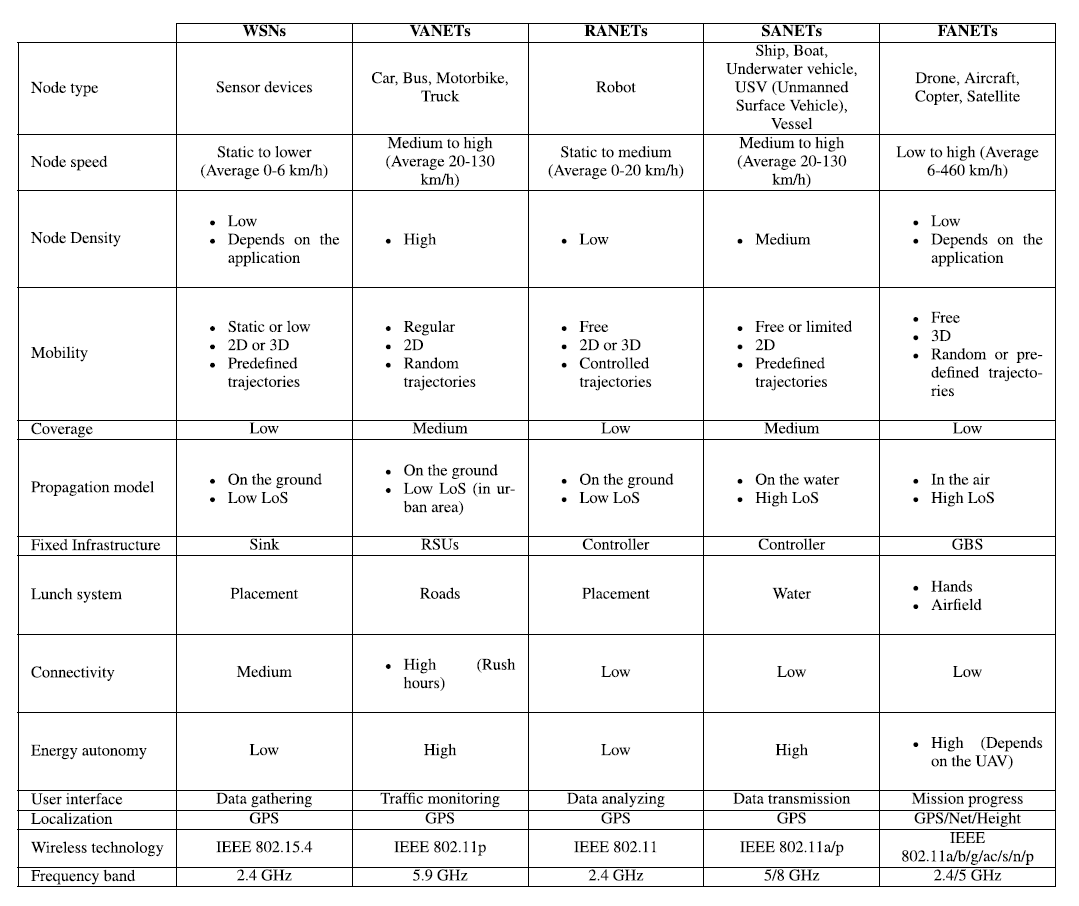 WSNs VANETs RANETs SANETs FANETs
Node type Sensor devices Car, Bus, Motorbike, Truck Robot Ship, Boat, Underwater vehicle, USV (Unmanned Surface Vehicle), Vessel Drone, Aircraft, Copter, Satellite
Node speed Static to lower (Average 0-6 km/h) Medium to high (Average 20-130 km/h) Static to medium (Average 0-20 km/h) Medium to high (Average 20-130 km/h) Low to high (Average 6-460 km/h)
Node Density • Low • Depends on the application • High • Low • Medium • Low • Depends on the application
Mobility • Static or low • 2D or 3D • Predefined trajectories • Regular • 2D • Random trajectories • Free • 2D or 3D • Controlled trajectories • Free or limited • 2D • Predefined trajectories • Free • 3D • Random or pre-defined trajecto-ries
Coverage Low Medium Low Medium Low
Propagation model • On the ground • Low LoS • On the ground • Low LoS (in ur-ban area) • On the ground • Low LoS • On the water • High LoS • In the air • High LoS
Fixed Infrastructure Sink RSUs Controller Controller GBS
Lunch system Placement Roads Placement Water • Hands • Airfield
Connectivity Medium • High (Rush hours) Low Low Low
Energy autonomy Low High Low High • High (Depends on the UAV)
User interface Data gathering Traffic monitoring Data analyzing Data transmission Mission progress
Localization GPS GPS GPS GPS GPS/Net/Height
Wireless technology IEEE 802.15.4 IEEE 802.11p IEEE 802.11 IEEE 802.11a/p IEEE 802.11a/b/g/ac/s/n/p
Frequency band 2.4 GHz 5.9 GHz 2.4 GHz 5/8 GHz 2.4/5 GHz